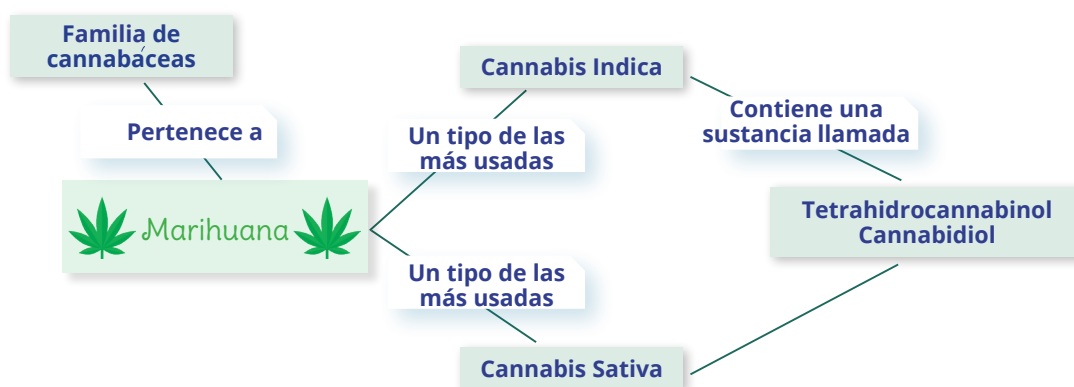 Familia de
cannabáceas
Pertenece a
Marihuana
Un tipo de las
más usadas
Cannabis Indica
Contiene una
sustancia llamada
Tetrahidrocannabinol
Cannabidiol
Un tipo de las
más usadas
Cannabis Sativa